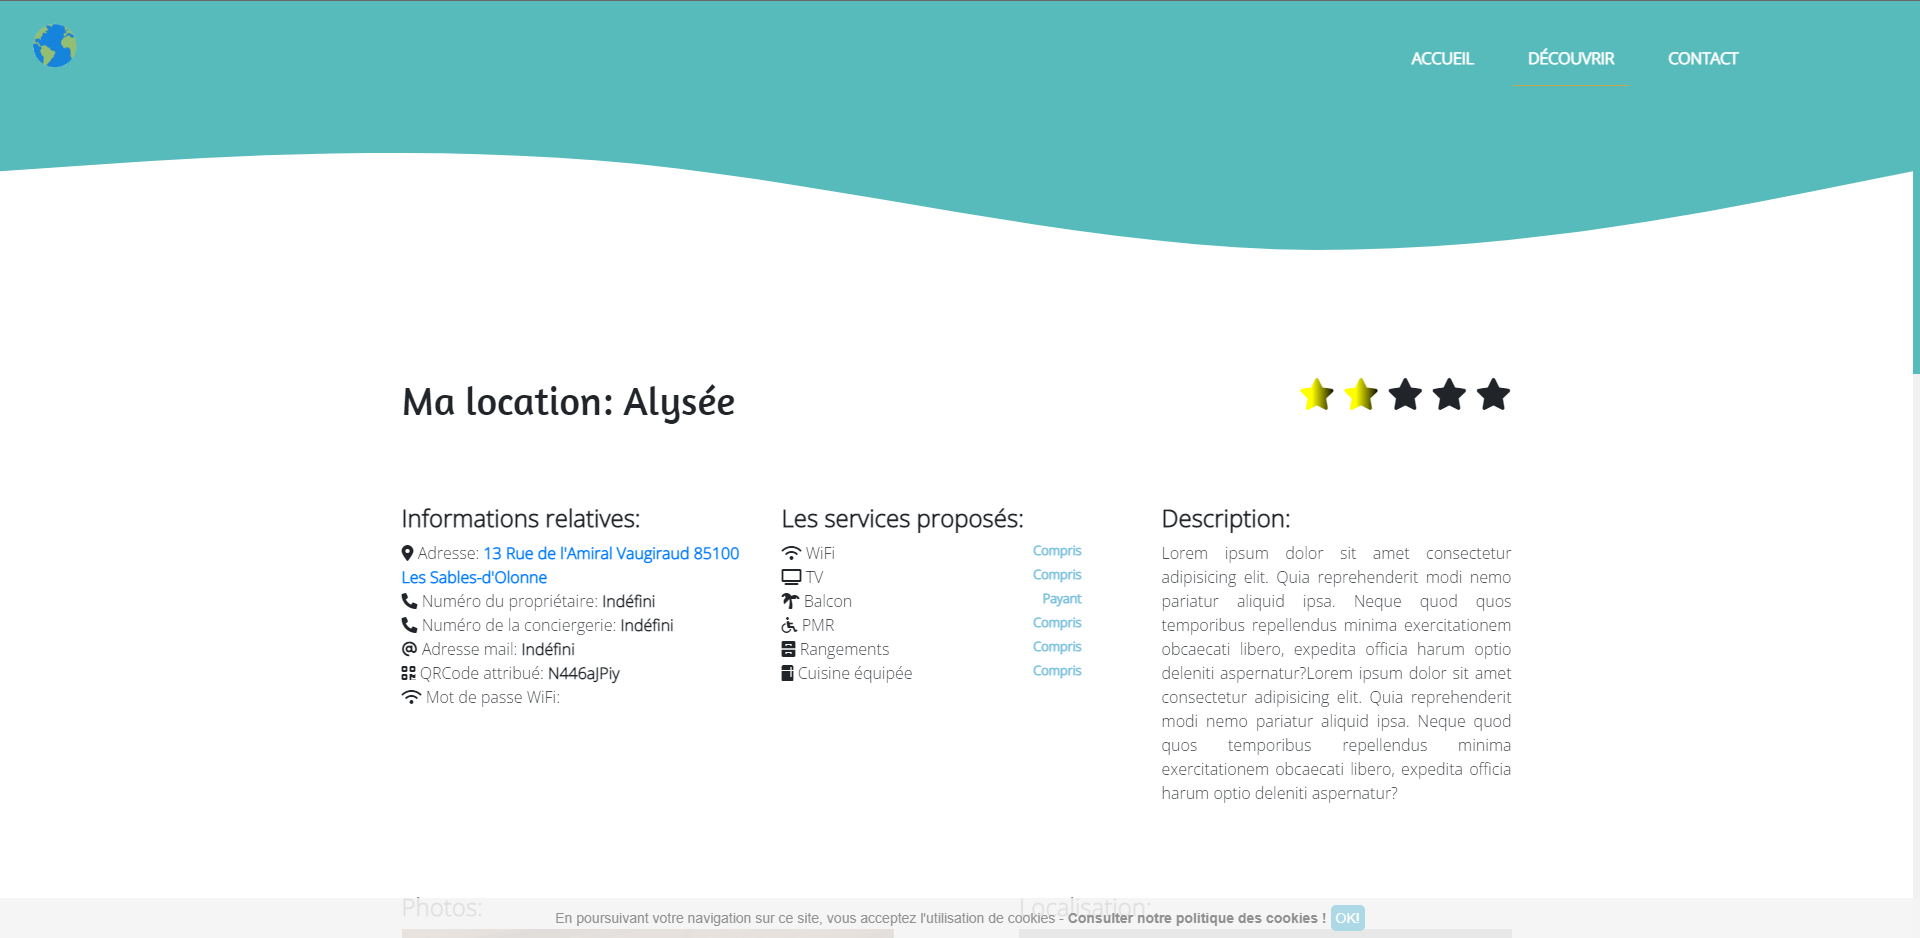 ACCUEIL DÉCOUVRIR CONTACT
Ma location: Alysée
Informations relatives:
Adresse: 13 Rue de l'Amiral Vaugiraud 85100
Les Sables-d'Olonne
Numéro du propriétaire: Indéfini
Numéro de la conciergerie: Indéfini
Adresse mail: Indéfini
QRCode attribué: N446aJPiy
Mot de passe WiFi:
Les services proposés:
WiFi Compris
TV Compris
Balcon Payant
PMR Compris
Rangements Compris
Cuisine équipée Compris
Description:
Lorem ipsum dolor sit amet consectetur
adipisicing elit. Quia reprehenderit modi nemo
pariatur aliquid ipsa. Neque quod quos
temporibus repellendus minima exercitationem
obcaecati libero, expedita officia harum optio
deleniti aspernatur?Lorem ipsum dolor sit amet
consectetur adipisicing elit. Quia reprehenderit
modi nemo pariatur aliquid ipsa. Neque quod
quos temporibus repellendus minima
exercitationem obcaecati libero, expedita officia
harum optio deleniti aspernatur?
Photos:
Localisation:
En poursuivant votre navigation sur ce site, vous acceptez l'utilisation de cookies - Consulter notre politique des cookies ! OK!